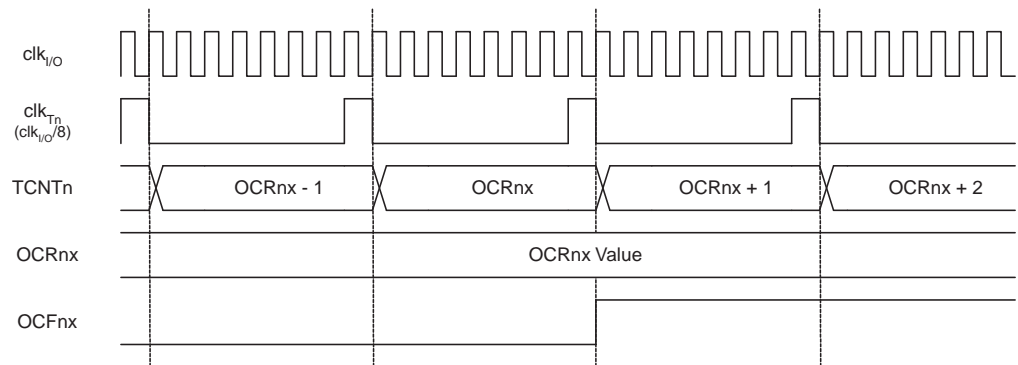 clkI/O
clkTn
(clkI/O/8)
TCNTn OCRnx - 1 OCRnx OCRnx + 1 OCRnx + 2
OCRnx OCRnx Value
OCFnx